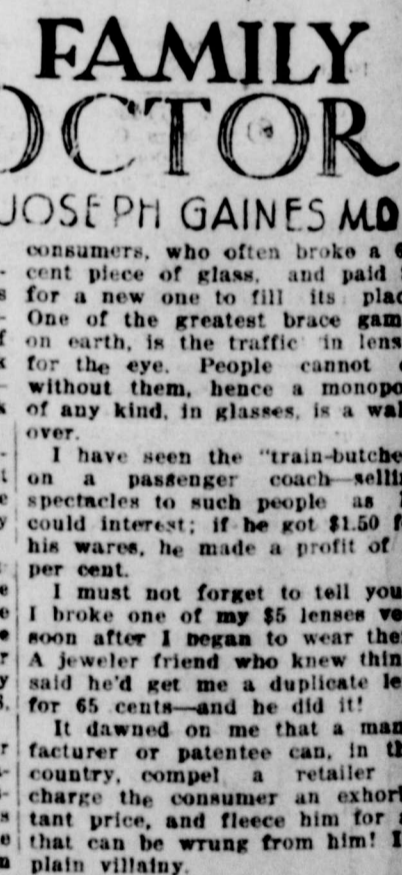 FAMILY
OCTOR
JOSEPH GAINES M.D
consumers, who often broke a 6
cent piece of glass, and paid
for a new one to fill its plac
One of the greatest brace gam
on earth, is the traffic in lens
for the eye. People cannot
without them, hence a monopo
of any kind, in glasses, is a wal
over.
I have seen the "train-butche
on a passenger coach selli
spectacles to such people as
could interest; if he got $1.50 f
his wares, he made a profit of
per cent.
I must not forget to tell you
I broke one of my $5 lenses ve
soon after I began to wear the
A jeweler friend who knew thin
said he'd get me a duplicate le
for 65 cents—and he did it!
It dawned on me that a man
facturer or patentee can, in th
country, compel a retailer
charge the consumer an exhorb
tant price, and fleece him for
that can be wrung from him! I
plain villainy.